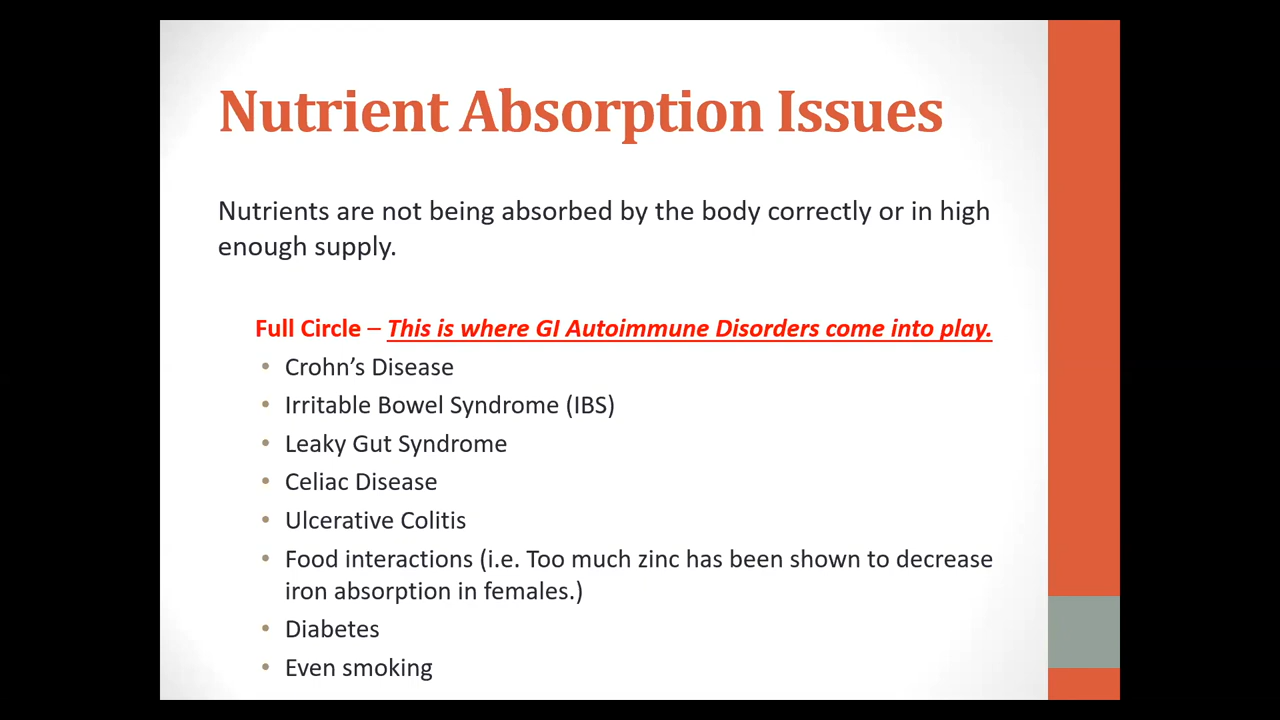 Nutrient Absorption Issues
Nutrients are not being absorbed by the body correctly or in high
enough supply.
Full Circle – This is where GI Autoimmune Disorders come into play.
• Crohn’s Disease
• Irritable Bowel Syndrome (IBS)
• Leaky Gut Syndrome
• Celiac Disease
• Ulcerative Colitis
• Food interactions (i.e. Too much zinc has been shown to decrease
iron absorption in females.)
• Diabetes
• Even smoking